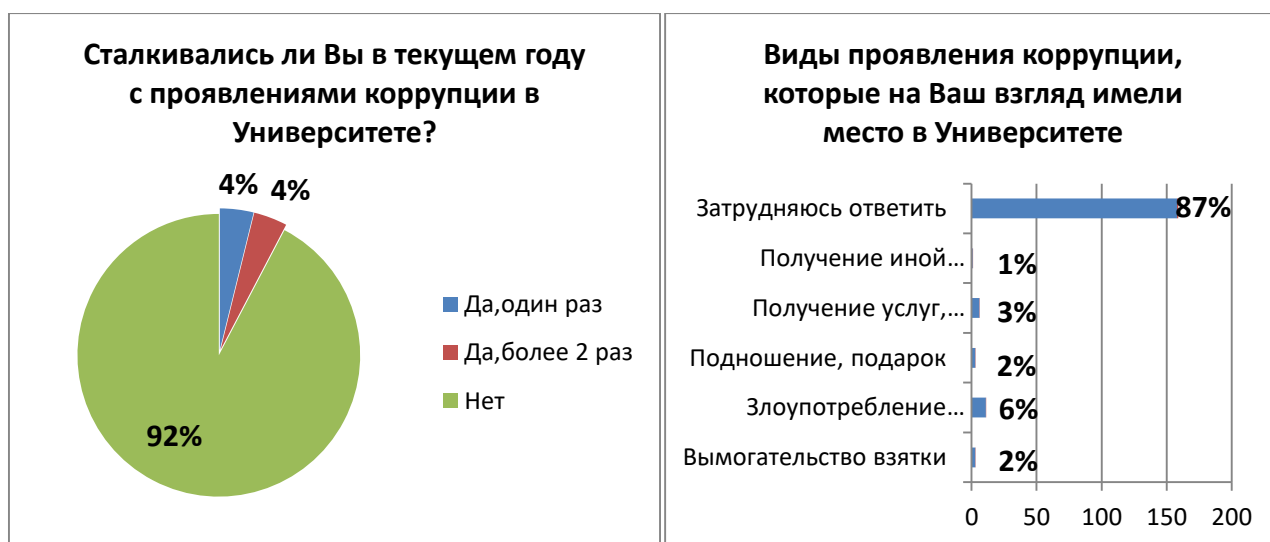 Сталкивались ли Вы в текущем году
с проявлениями коррупции в
Университете?
4%
4%
92%
Да,один раз
Да,более 2 раз
Нет
Виды проявления коррупции,
которые на Ваш взгляд имели
место в Университете
Затрудняюсь ответить
87%
Получение иной…
1%
Получение услуг,…
3%
Подношение, подарок
2%
Злоупотребление…
6%
Вымогательство взятки
2%
0 50 100 150 200